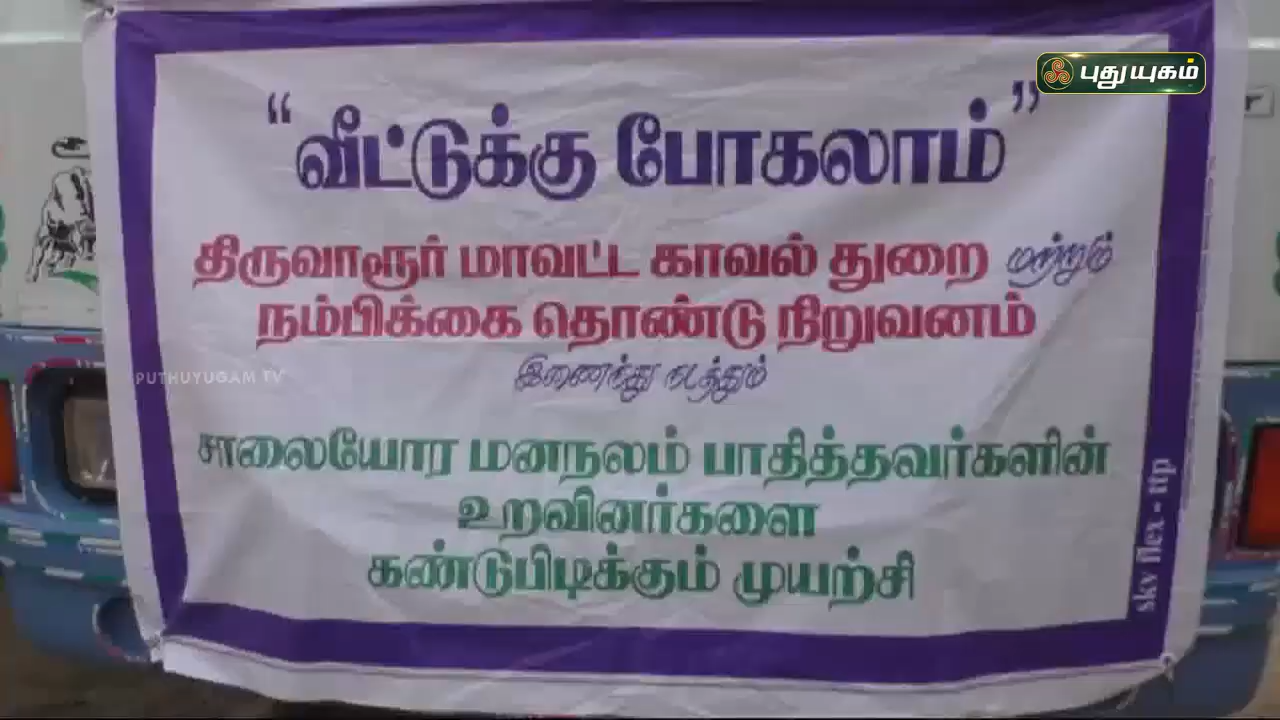 புதுயுகம்
“வீட்டுக்கு போகலாம்”
திருவாரூர் மாவட்ட காவல் துறை மற்றும்
நம்பிக்கை தொண்டு நிறுவனம்
இணைந்து நடத்தும்
PUTHUYUGAM TV
சாலையோர மனநலம் பாதித்தவர்களின்
உறவினர்களை
கண்டுபிடிக்கும் முயற்சி
skv flex - ttp